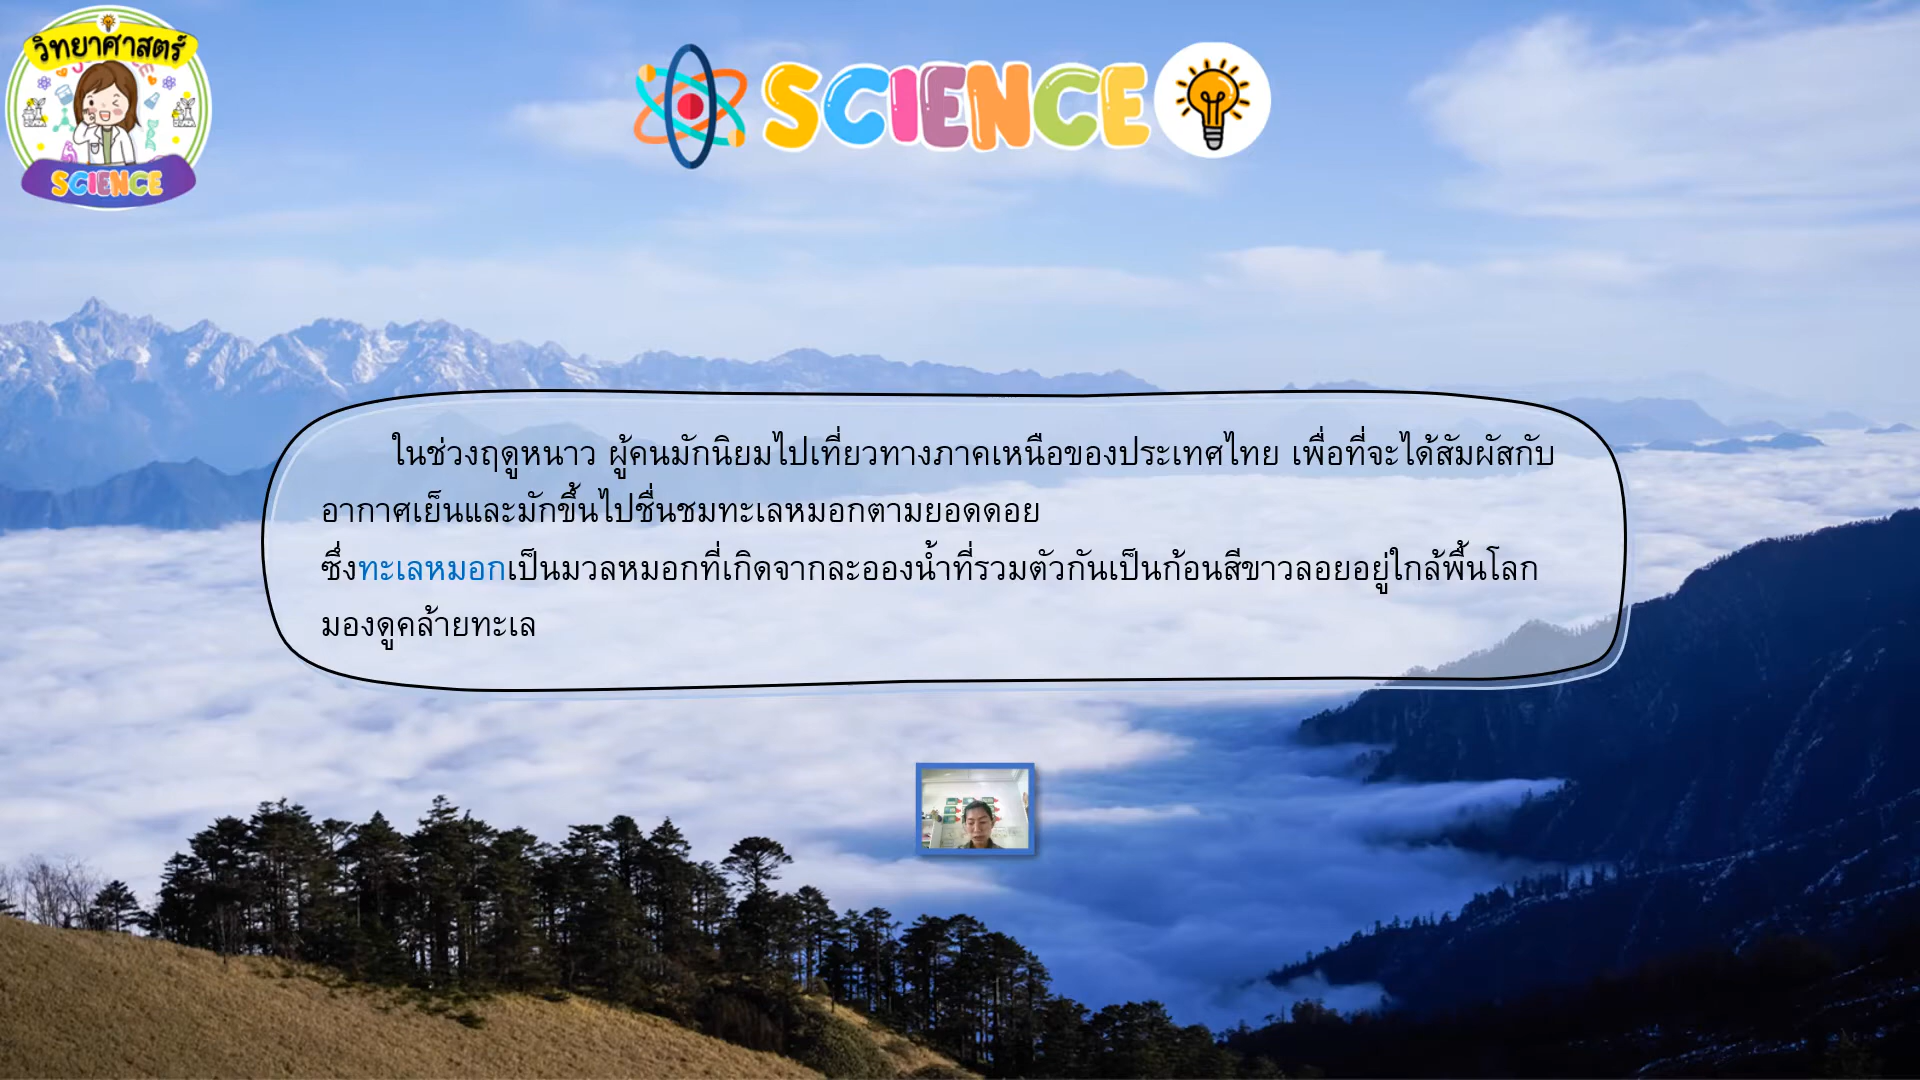 วิทยาศาสตร์
SCIENCE
SCIENCE
ในช่วงฤดูหนาว ผู้คนมักนิยมไปเที่ยวทางภาคเหนือของประเทศไทย เพื่อที่จะได้สัมผัสกับ
อากาศเย็นและมักขึ้นไปชื่นชมทะเลหมอกตามยอดดอย
ซึ่งทะเลหมอกเป็นมวลหมอกที่เกิดจากละอองน้ำที่รวมตัวกันเป็นก้อนสีขาวลอยอยู่ใกล้พื้นโลก
มองดูคล้ายทะเล